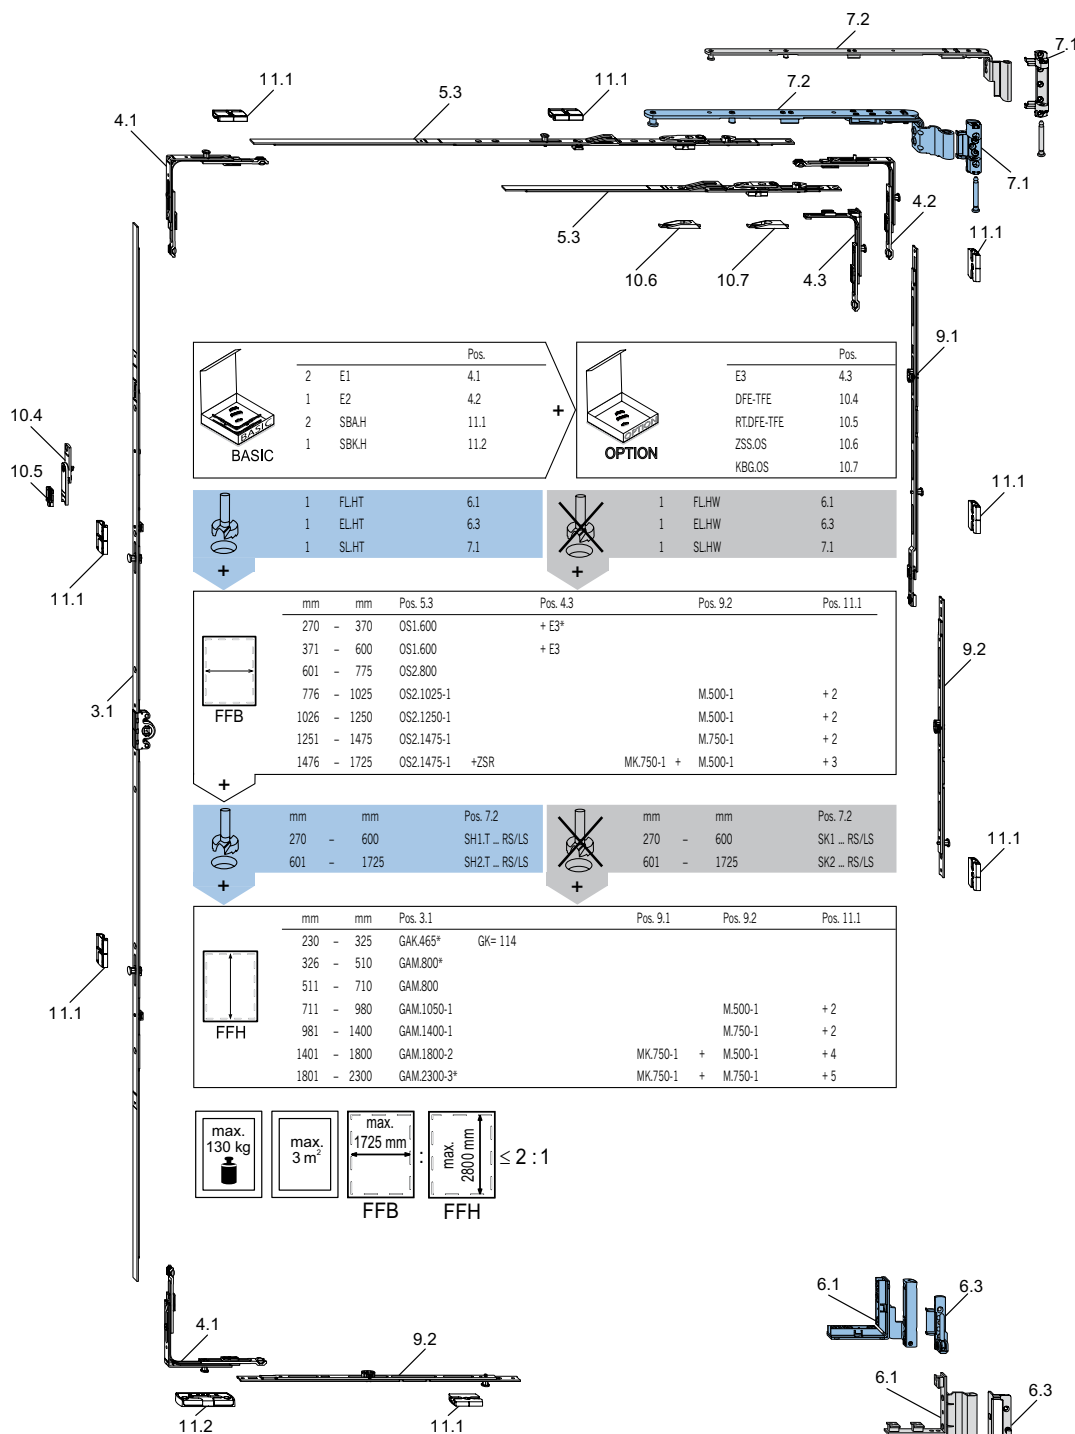 7.2
7.1
11.1
11.1
7.2
5.3
4.1
7.1
5.3
4.2
11.1
10.6
10.7
4.3
9.1
Pos.
2 E1 4.1
1 E2 4.2
2 SBA.H 11.1
1 SBK.H 11.2
BASIC
BASIC
+
Pos.
E3 4.3
DFE-TFE 10.4
RT.DFE-TFE 10.5
ZSS.OS 10.6
KBG.OS 10.7
OPTION
OPTION
10.4
10.5
11.1
11.1
1 FL.HT 6.1
1 EL.HT 6.3
1 SL.HT 7.1
+
1 FL.HW 6.1
1 EL.HW 6.3
1 SL.HW 7.1
+
mm mm Pos. 5.3 Pos. 4.3 Pos. 9.2 Pos. 11.1
270 – 370 OS1.600 + E3*
371 – 600 OS1.600 + E3
601 – 775 OS2.800
776 – 1025 OS2.1025-1 M.500-1 + 2
1026 – 1250 OS2.1250-1 M.500-1 + 2
1251 – 1475 OS2.1475-1 M.750-1 + 2
1476 – 1725 OS2.1475-1 +ZSR MK.750-1 + M.500-1 + 3
FFB
+
9.2
3.1
mm mm Pos. 7.2
270 – 600 SH1.T ... RS/LS
601 – 1725 SH2.T ... RS/LS
+
mm mm Pos. 7.2
270 – 600 SK1 ... RS/LS
601 – 1725 SK2 ... RS/LS
+
11.1
mm mm Pos. 3.1 Pos. 9.1 Pos. 9.2 Pos. 11.1
230 – 325 GAK.465* GK= 114
326 – 510 GAM.800*
511 – 710 GAM.800
711 – 980 GAM.1050-1 M.500-1 + 2
981 – 1400 GAM.1400-1 M.750-1 + 2
1401 – 1800 GAM.1800-2 MK.750-1 + M.500-1 + 4
1801 – 2300 GAM.2300-3* MK.750-1 + M.750-1 + 5
FFH
11.1
max.
130 kg
max.
3 m²
max.
1725 mm
FFB
:
max.
2800 mm
FFH
≤ 2 : 1
4.1
9.2
11.2
11.1
6.1
6.3
6.1
6.3